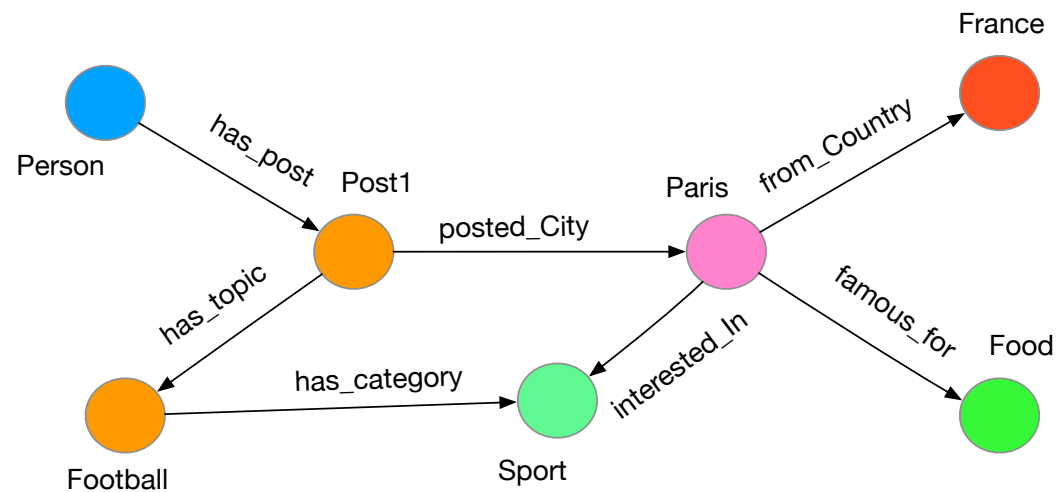 France
Person
has_post
Post1
Paris
from_Country
posted_City
has_topic
famous_for
Food
has_category
interested_In
Football
Sport